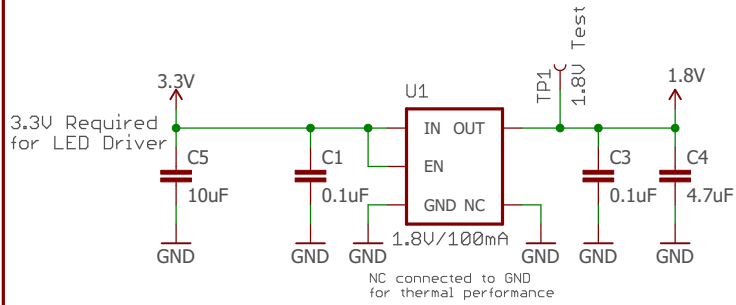 1.8V Test
TP1
3.3V
U1
1.8V
3.3V Required
for LED Driver
IN OUT
EN
GND NC
C5
10uF
C1
0.1uF
C3
0.1uF
C4
4.7uF
1.8V/100mA
GND
GND
GND
GND
GND
GND
NC connected to GND
for thermal performance